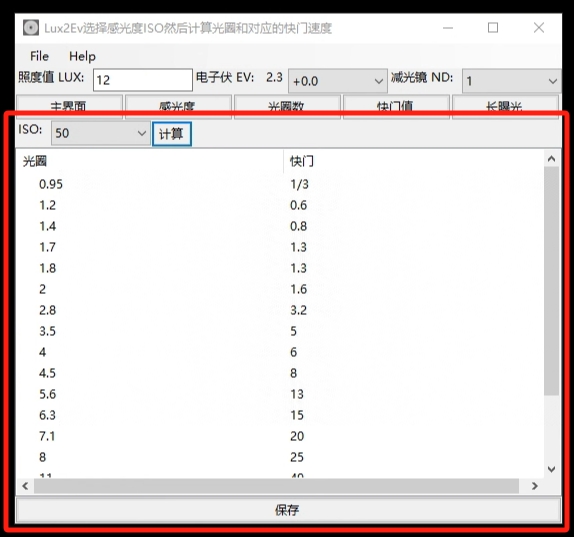 Lux2Ev选择感光度ISO然后计算光圈和对应的快门速度
File Help
照度值 LUX: 12 电子伏 EV: 2.3 +0.0 减光镜 ND: 1
主界面 感光度 光圈数 快门值 长曝光
ISO: 50 计算
光圈 快门
0.95 1/3
1.2 0.6
1.4 0.8
1.7 1.3
1.8 1.3
2 1.6
2.8 3.2
3.5 5
4 6
4.5 8
5.6 13
6.3 15
7.1 20
8 25
11 40
保存